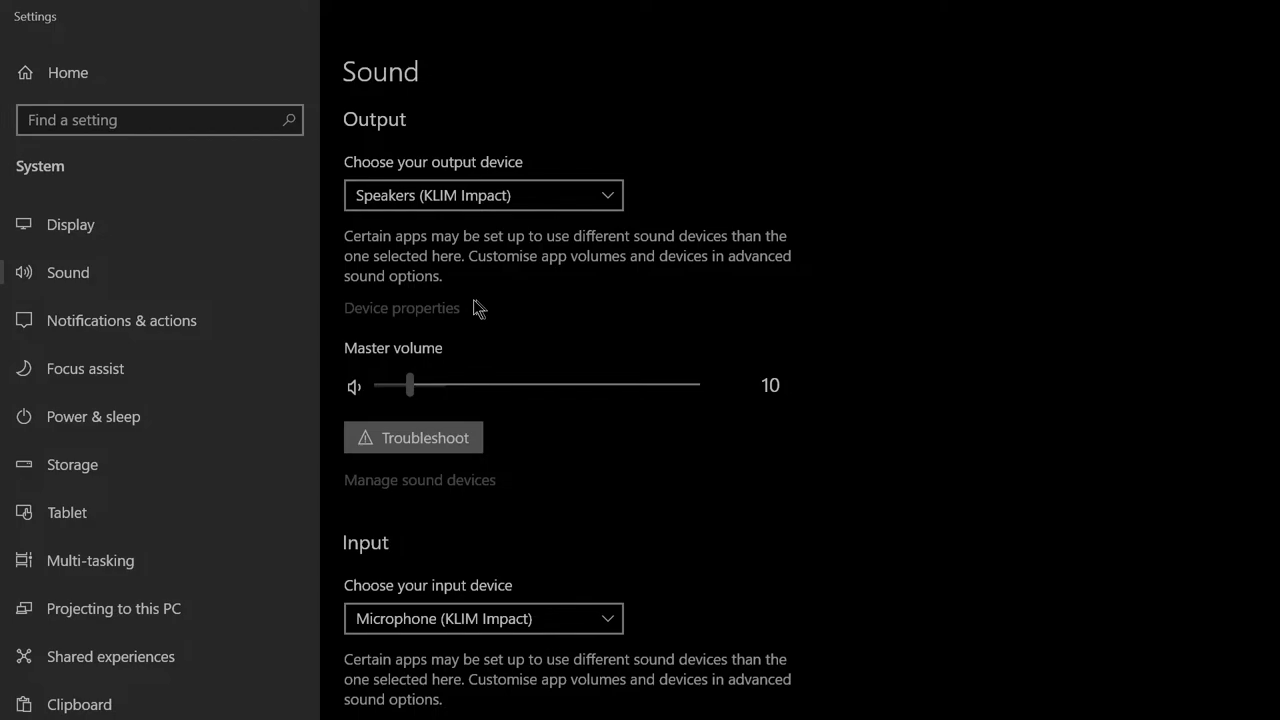 Settings
Home
Find a setting
System
Display
Sound
Notifications & actions
Focus assist
Power & sleep
Storage
Tablet
Multi-tasking
Projecting to this PC
Shared experiences
Clipboard
Sound
Output
Choose your output device
Speakers (KLIM Impact)
Certain apps may be set up to use different sound devices than the
one selected here. Customise app volumes and devices in advanced
sound options.
Device properties
Master volume
10
Troubleshoot
Manage sound devices
Input
Choose your input device
Microphone (KLIM Impact)
Certain apps may be set up to use different sound devices than the
one selected here. Customise app volumes and devices in advanced
sound options.